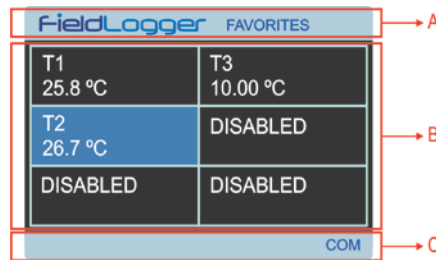 FieldLogger FAVORITES
A
T1
25.8 ºC
T3
10.00 ºC
T2
26.7 ºC
DISABLED
B
DISABLED
DISABLED
COM
C